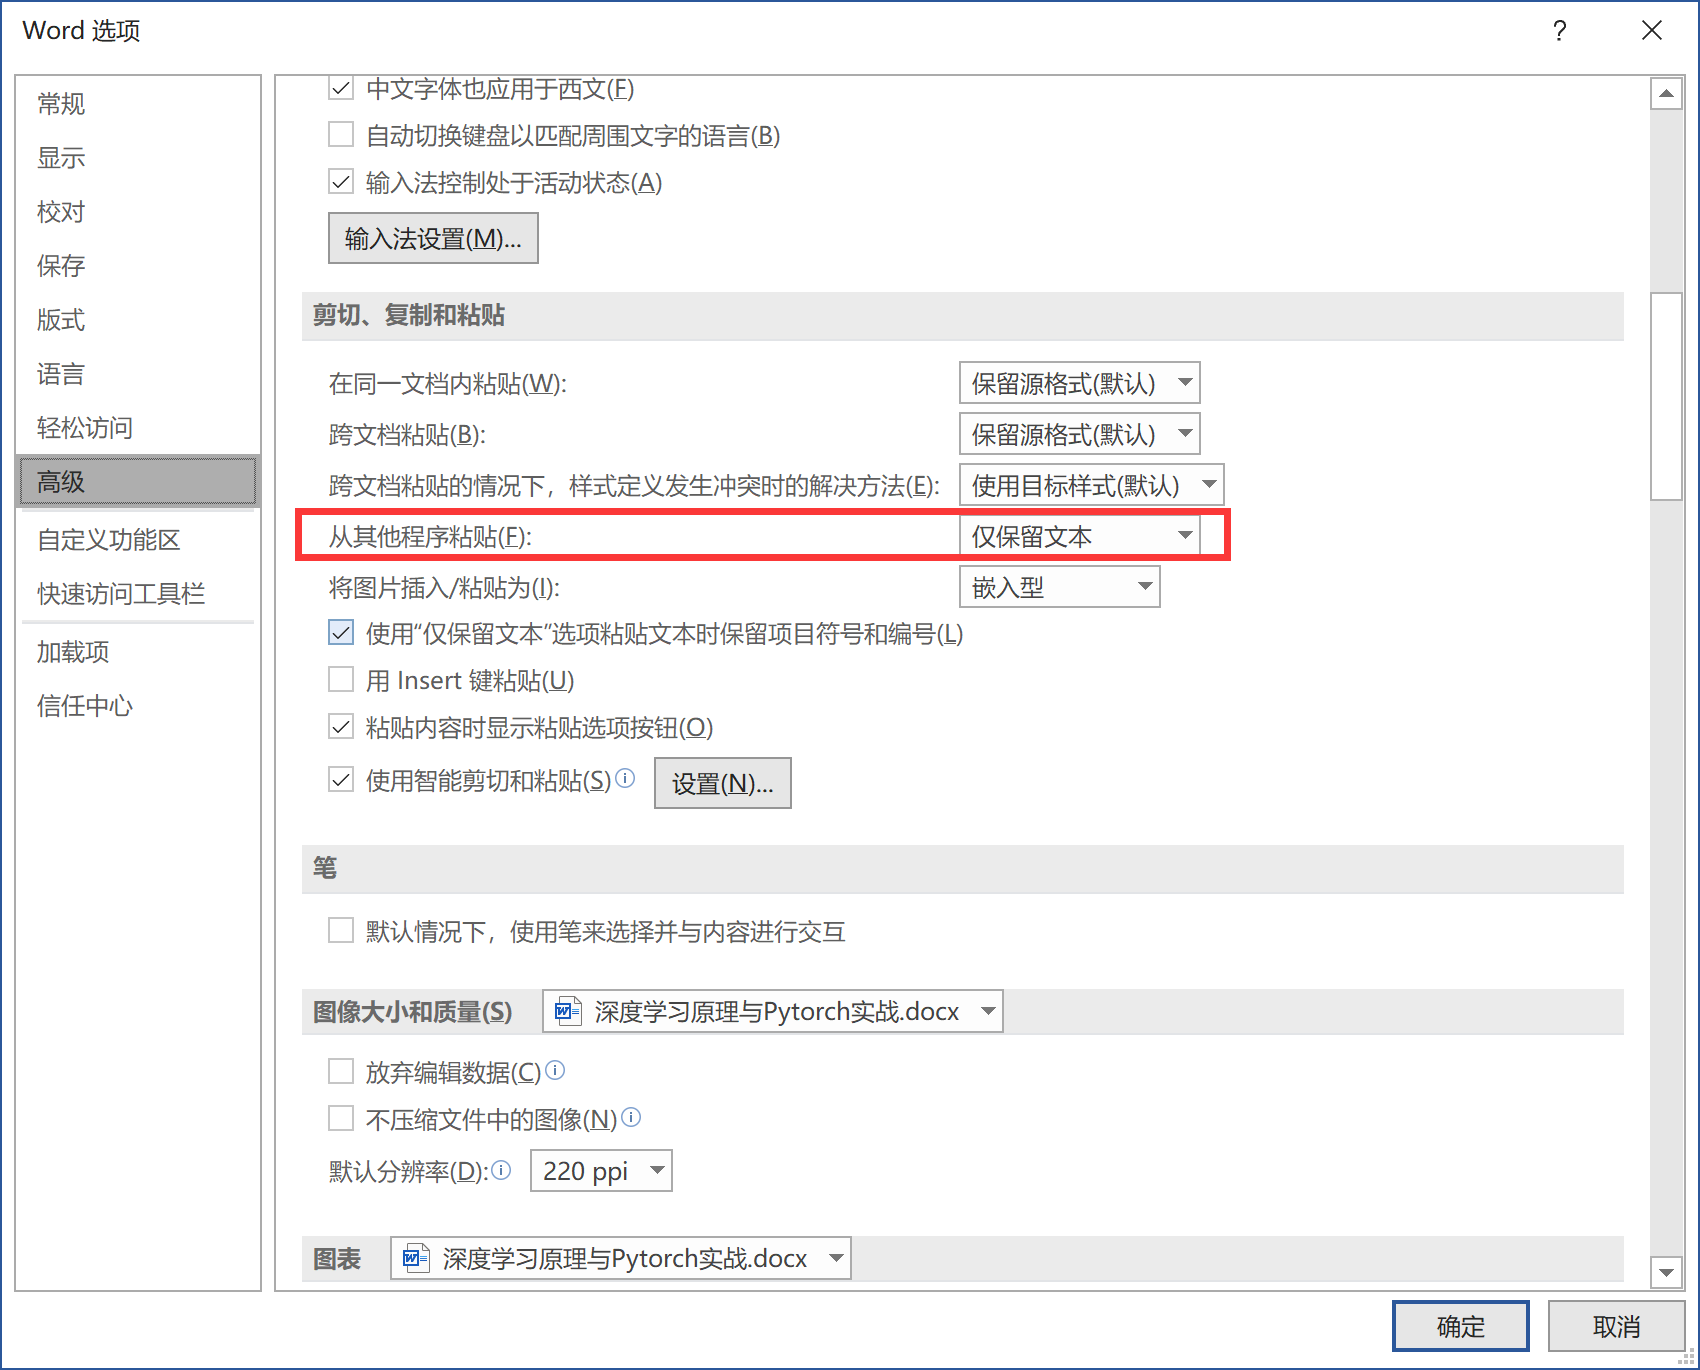 Word 选项
?
常规
显示
校对
保存
版式
语言
轻松访问
高级
自定义功能区
快速访问工具栏
加载项
信任中心
中文字体也应用于西文(F)
自动切换键盘以匹配周围文字的语言(B)
输入法控制处于活动状态(A)
输入法设置(M)...
剪切、复制和粘贴
在同一文档内粘贴(W): 保留源格式(默认)
跨文档粘贴(B): 保留源格式(默认)
跨文档粘贴的情况下，样式定义发生冲突时的解决方法(E): 使用目标样式(默认)
从其他程序粘贴(F): 仅保留文本
将图片插入/粘贴为(I): 嵌入型
使用“仅保留文本”选项粘贴文本时保留项目符号和编号(L)
用 Insert 键粘贴(U)
粘贴内容时显示粘贴选项按钮(O)
使用智能剪切和粘贴(S) 设置(N)...
笔
默认情况下，使用笔来选择并与内容进行交互
图像大小和质量(S) 深度学习原理与Pytorch实战.docx
放弃编辑数据(C)
不压缩文件中的图像(N)
默认分辨率(D): 220 ppi
图表 深度学习原理与Pytorch实战.docx
确定 取消